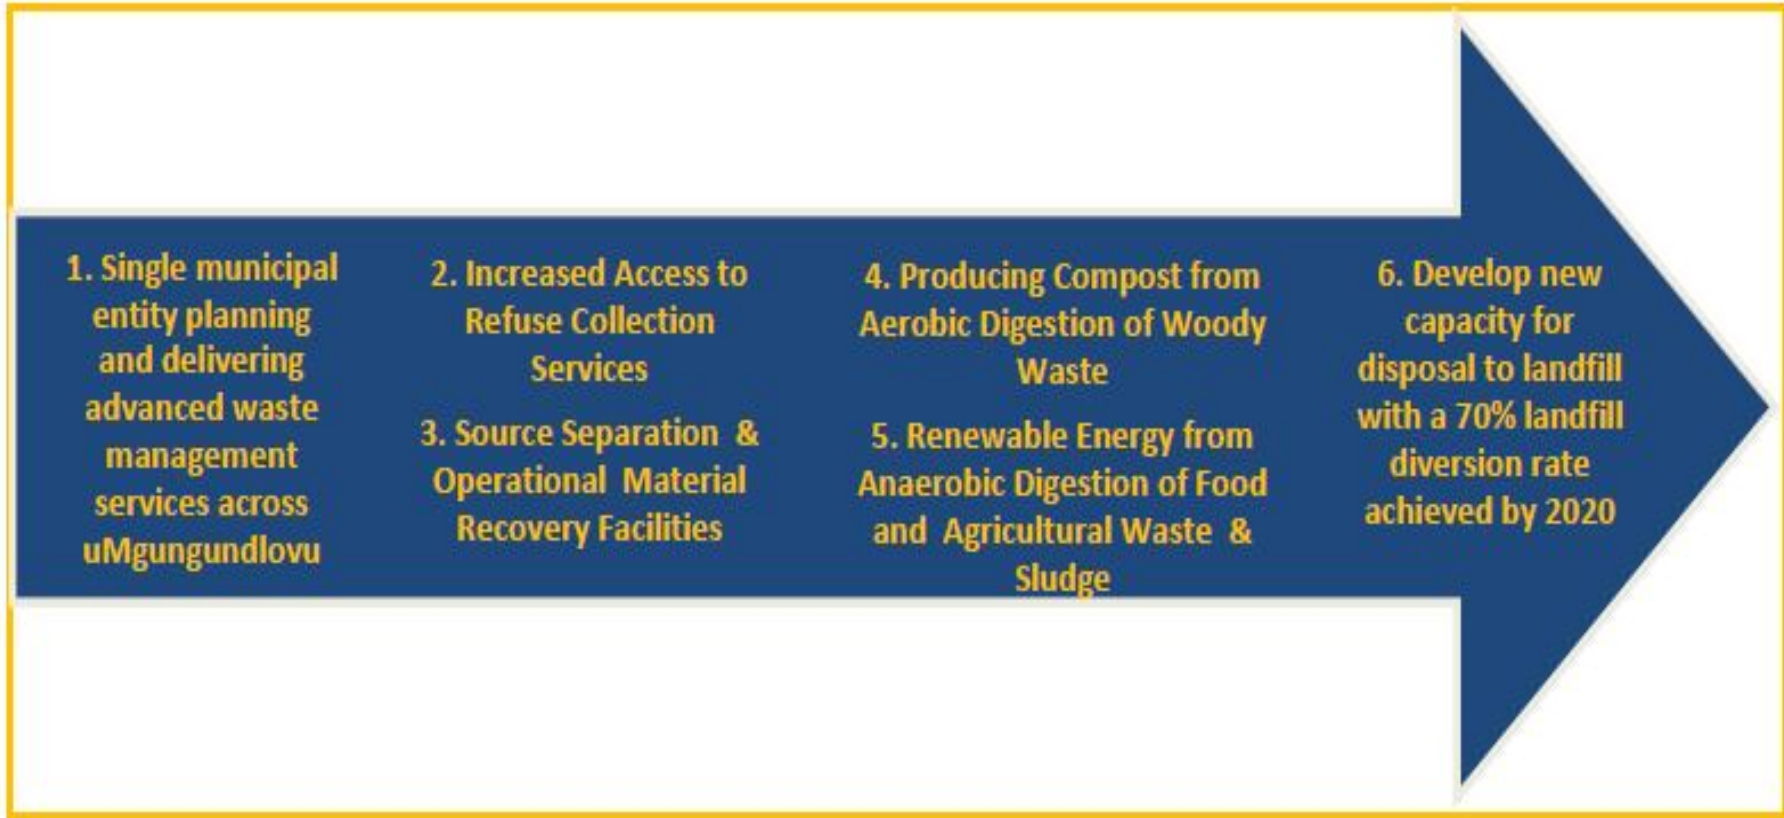 1. Single municipal
entity planning
and delivering
advanced waste
management
services across
uMgungundlovu
2. Increased Access to
Refuse Collection
Services
3. Source Separation & 
Operational Material
Recovery Facilities
4. Producing Compost from
Aerobic Digestion of Woody
Waste
5. Renewable Energy from
Anaerobic Digestion of Food
and Agricultural Waste &
Sludge
6. Develop new
capacity for
disposal to landfill
with a 70% landfill
diversion rate
achieved by 2020